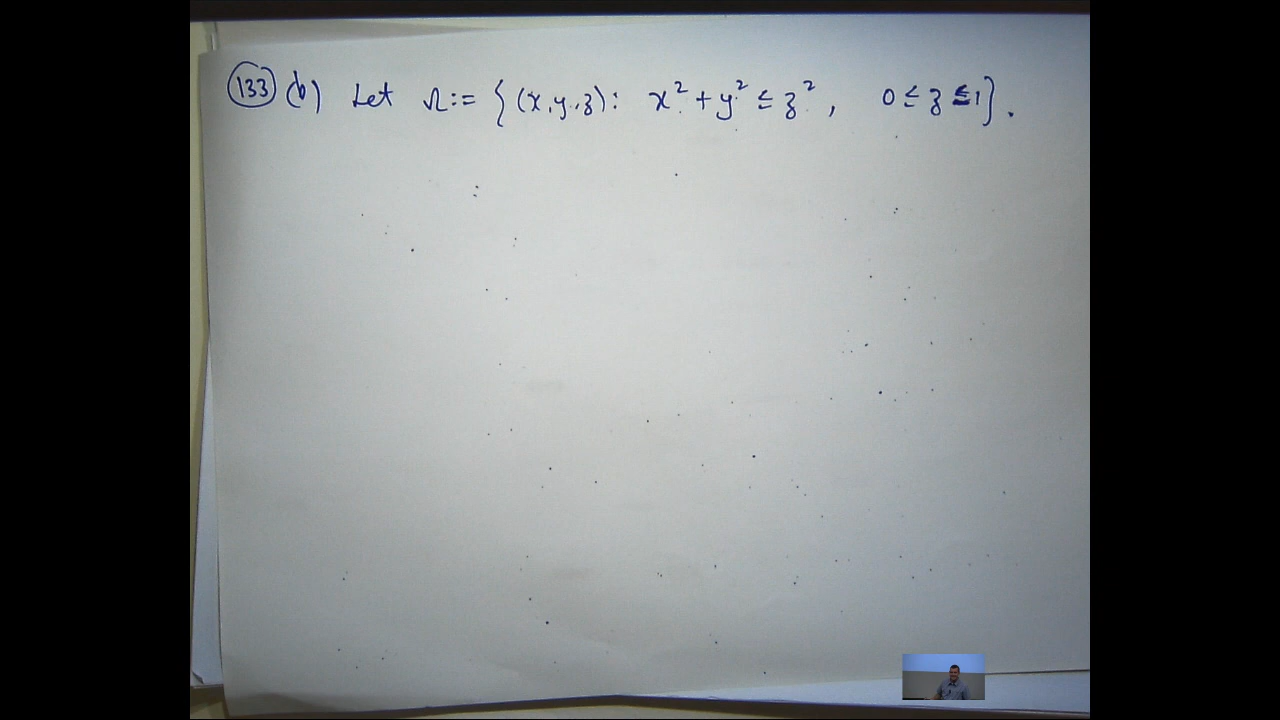 (133) (b) Let Ω := {(x, y, z): x² + y² ≤ z², 0 ≤ z ≤ 1}.